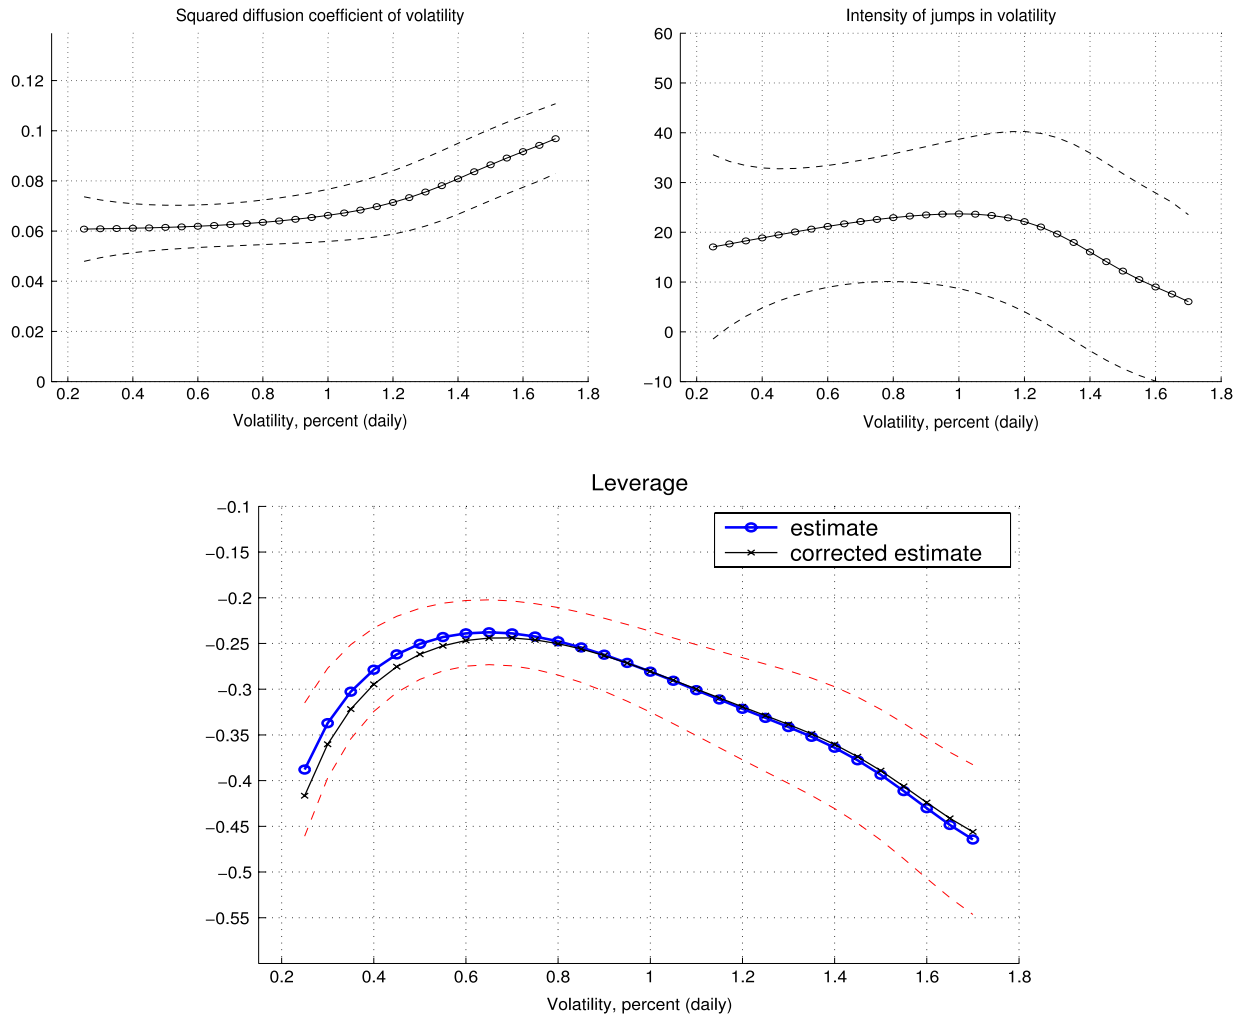 Squared diffusion coefficient of volatility
0.12
0.1
0.08
0.06
0.04
0.02
0
0.2 0.4 0.6 0.8 1.0 1.2 1.4 1.6 1.8
Volatility, percent (daily)
Intensity of jumps in volatility
60
50
40
30
20
10
0
−10
0.2 0.4 0.6 0.8 1 1.2 1.4 1.6 1.8
Volatility, percent (daily)
Leverage
estimate
corrected estimate
−0.1
−0.15
−0.2
−0.25
−0.3
−0.35
−0.4
−0.45
−0.5
−0.55
0.2 0.4 0.6 0.8 1 1.2 1.4 1.6 1.8
Volatility, percent (daily)